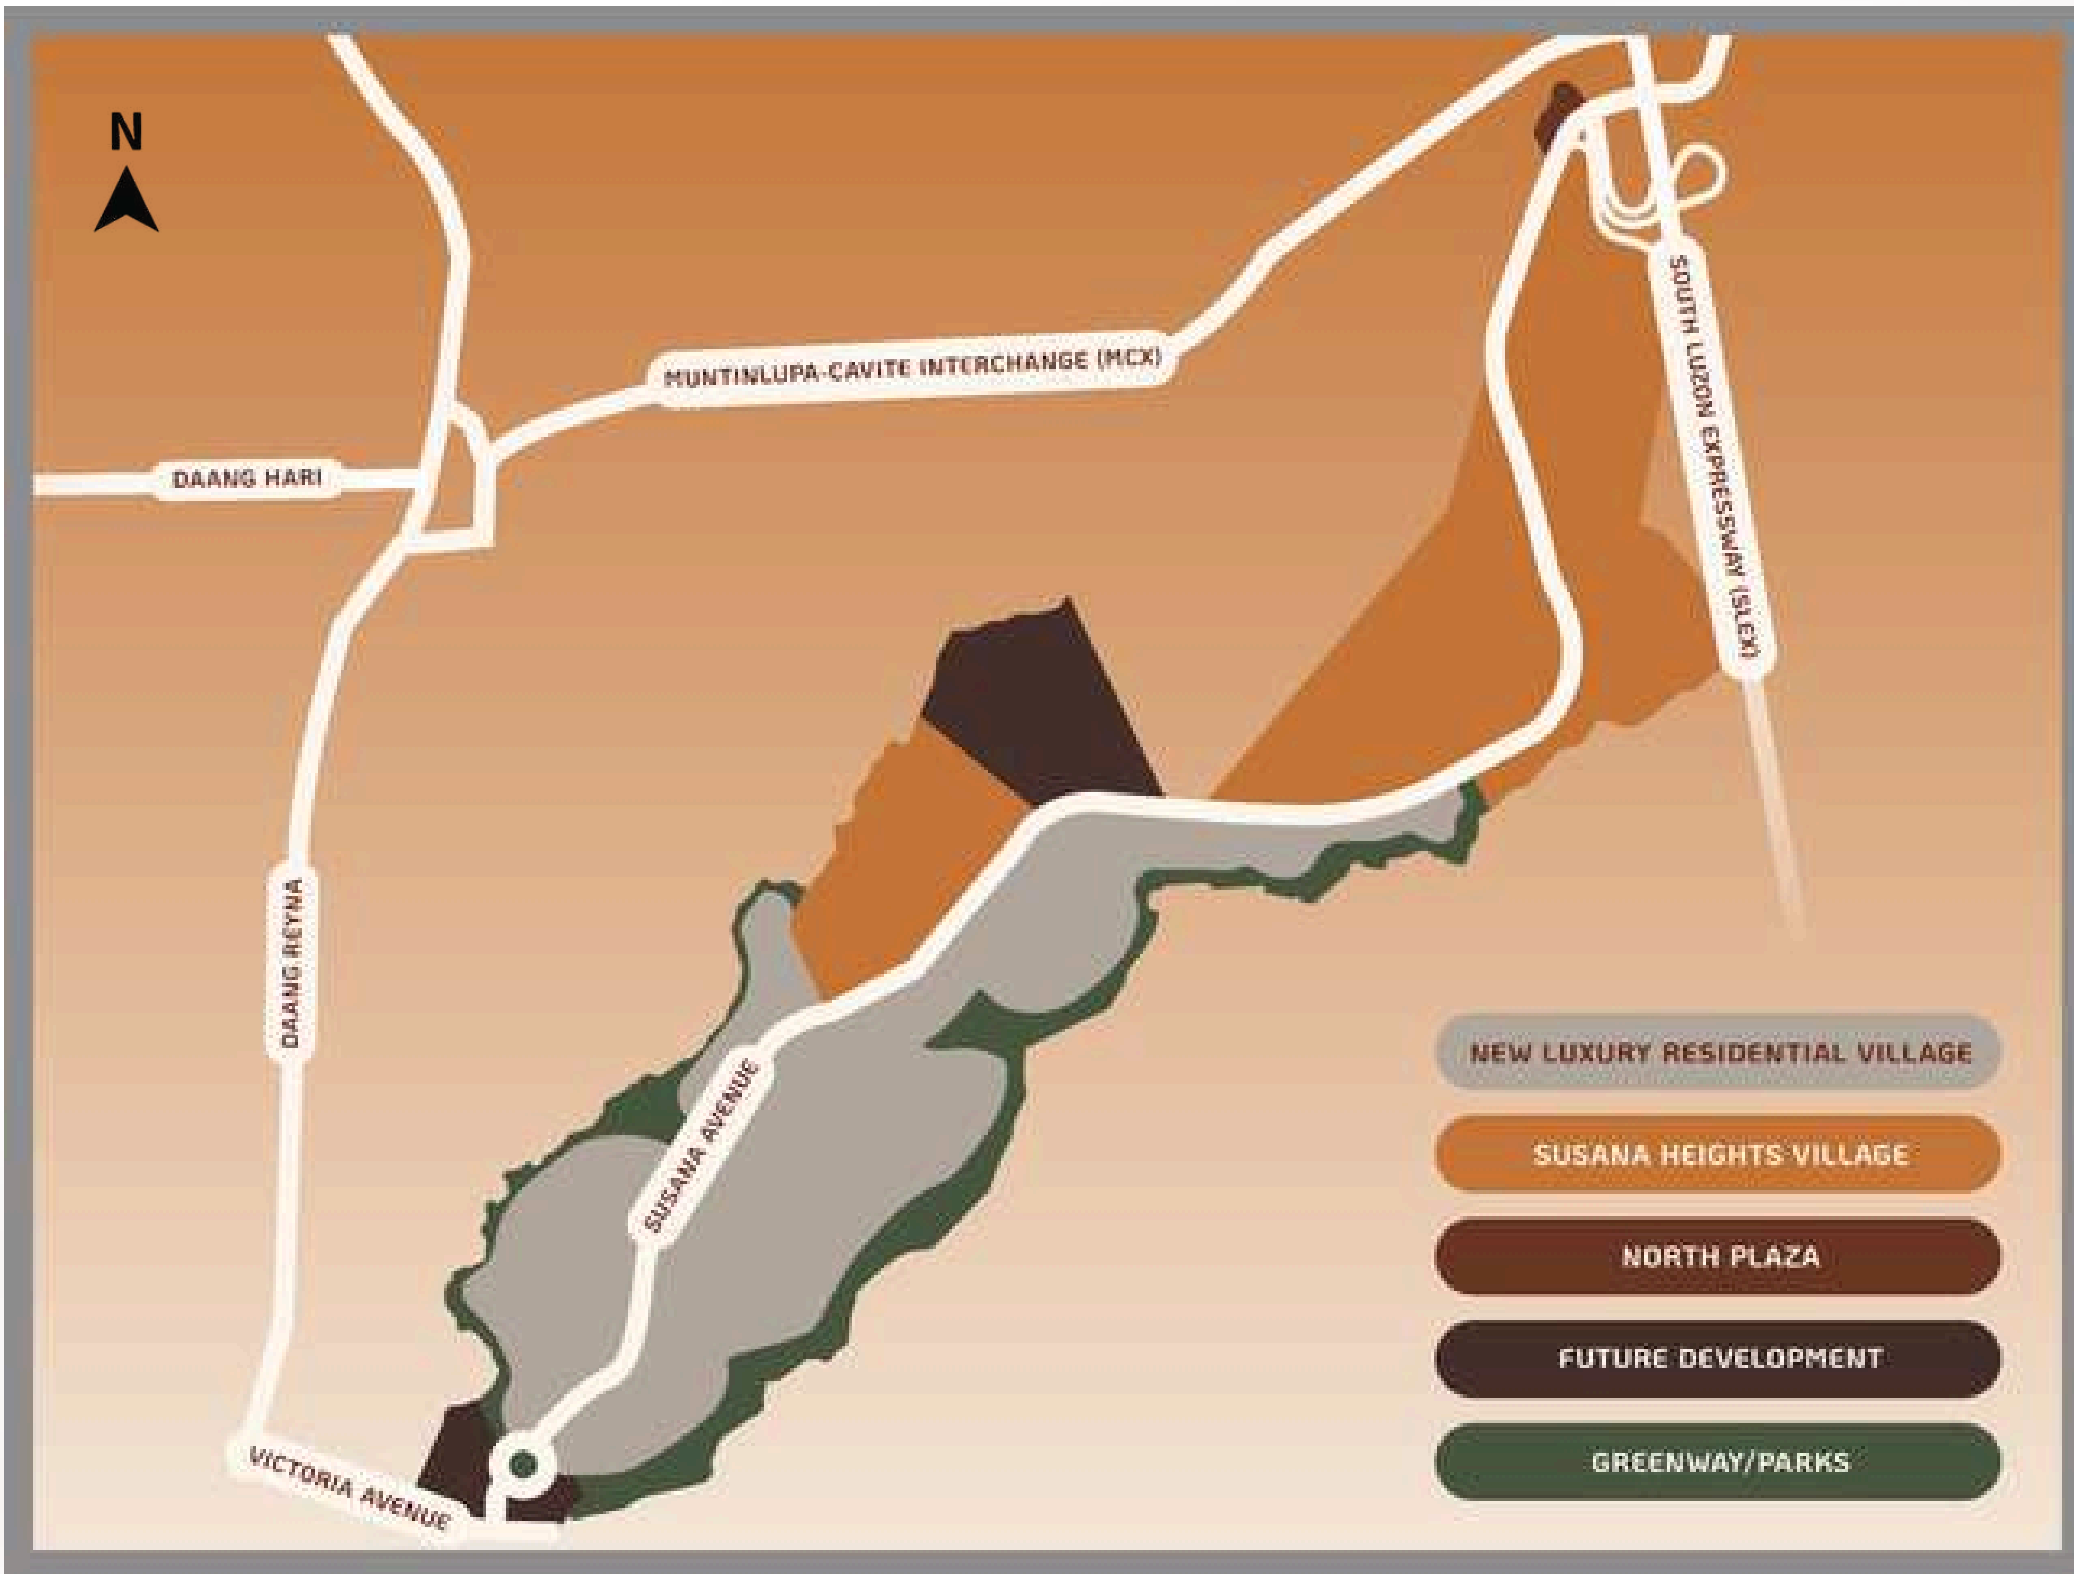 N
SOUTH LUZON EXPRESSWAY (SLEX)
MUNTINLUPA-CAVITE INTERCHANGE (MCX)
DAANG HARI
DAANG REYNA
SUSANA AVENUE
VICTORIA AVENUE
NEW LUXURY RESIDENTIAL VILLAGE
SUSANA HEIGHTS VILLAGE
NORTH PLAZA
FUTURE DEVELOPMENT
GREENWAY/PARKS